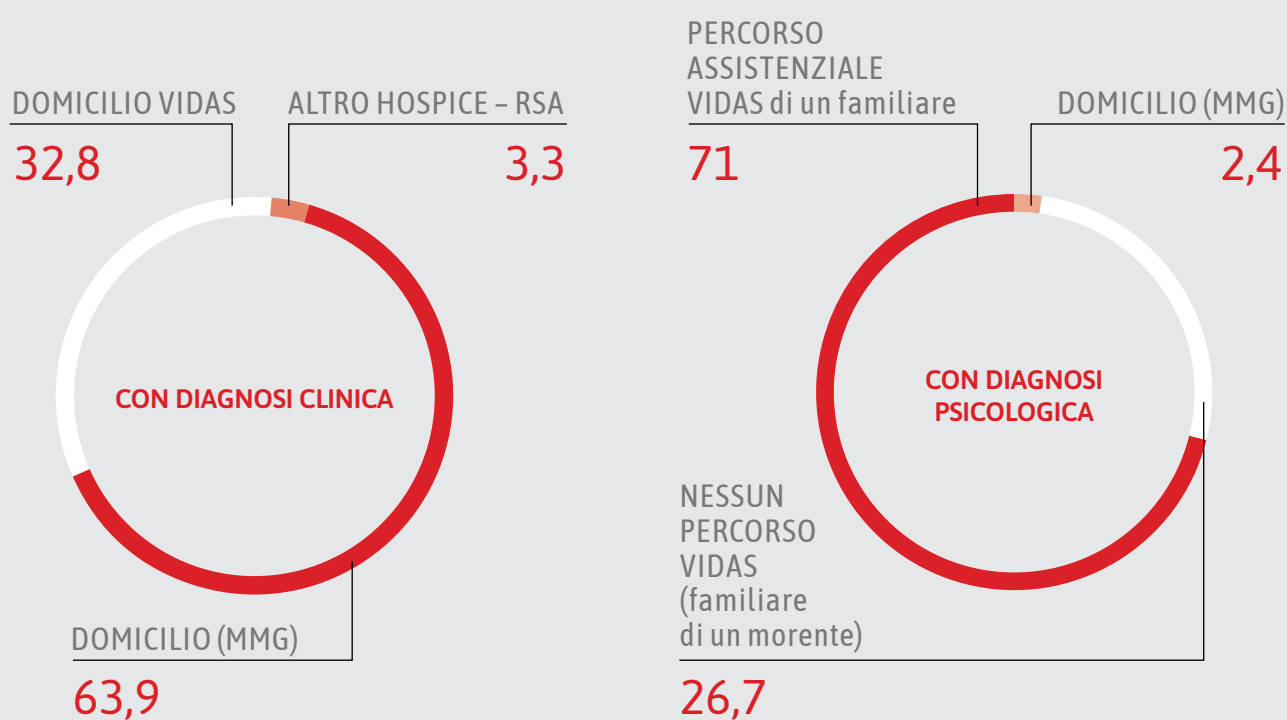 DOMICILIO VIDAS
32,8
ALTRO HOSPICE – RSA
3,3
CON DIAGNOSI CLINICA
DOMICILIO (MMG)
63,9
PERCORSO
ASSISTENZIALE
VIDAS di un familiare
71
DOMICILIO (MMG)
2,4
CON DIAGNOSI
PSICOLOGICA
NESSUN
PERCORSO
VIDAS
(familiare
di un morente)
26,7